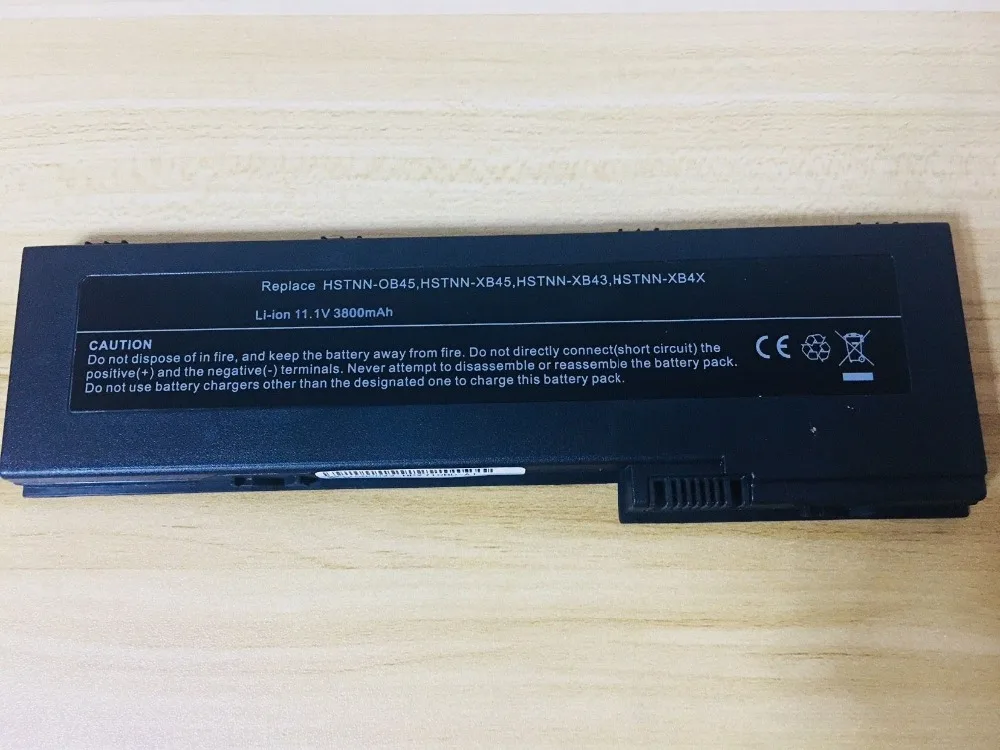 Replace HSTNN-OB45,HSTNN-XB45,HSTNN-XB43,HSTNN-XB4X
Li-ion 11.1V 3800mAh
CAUTION
Do not dispose of in fire, and keep the battery away from fire. Do not directly connect(short circuit) the
positive(+) and the negative(-) terminals. Never attempt to disassemble or reassemble the battery pack.
Do not use battery chargers other than the designated one to charge this battery pack.
CE